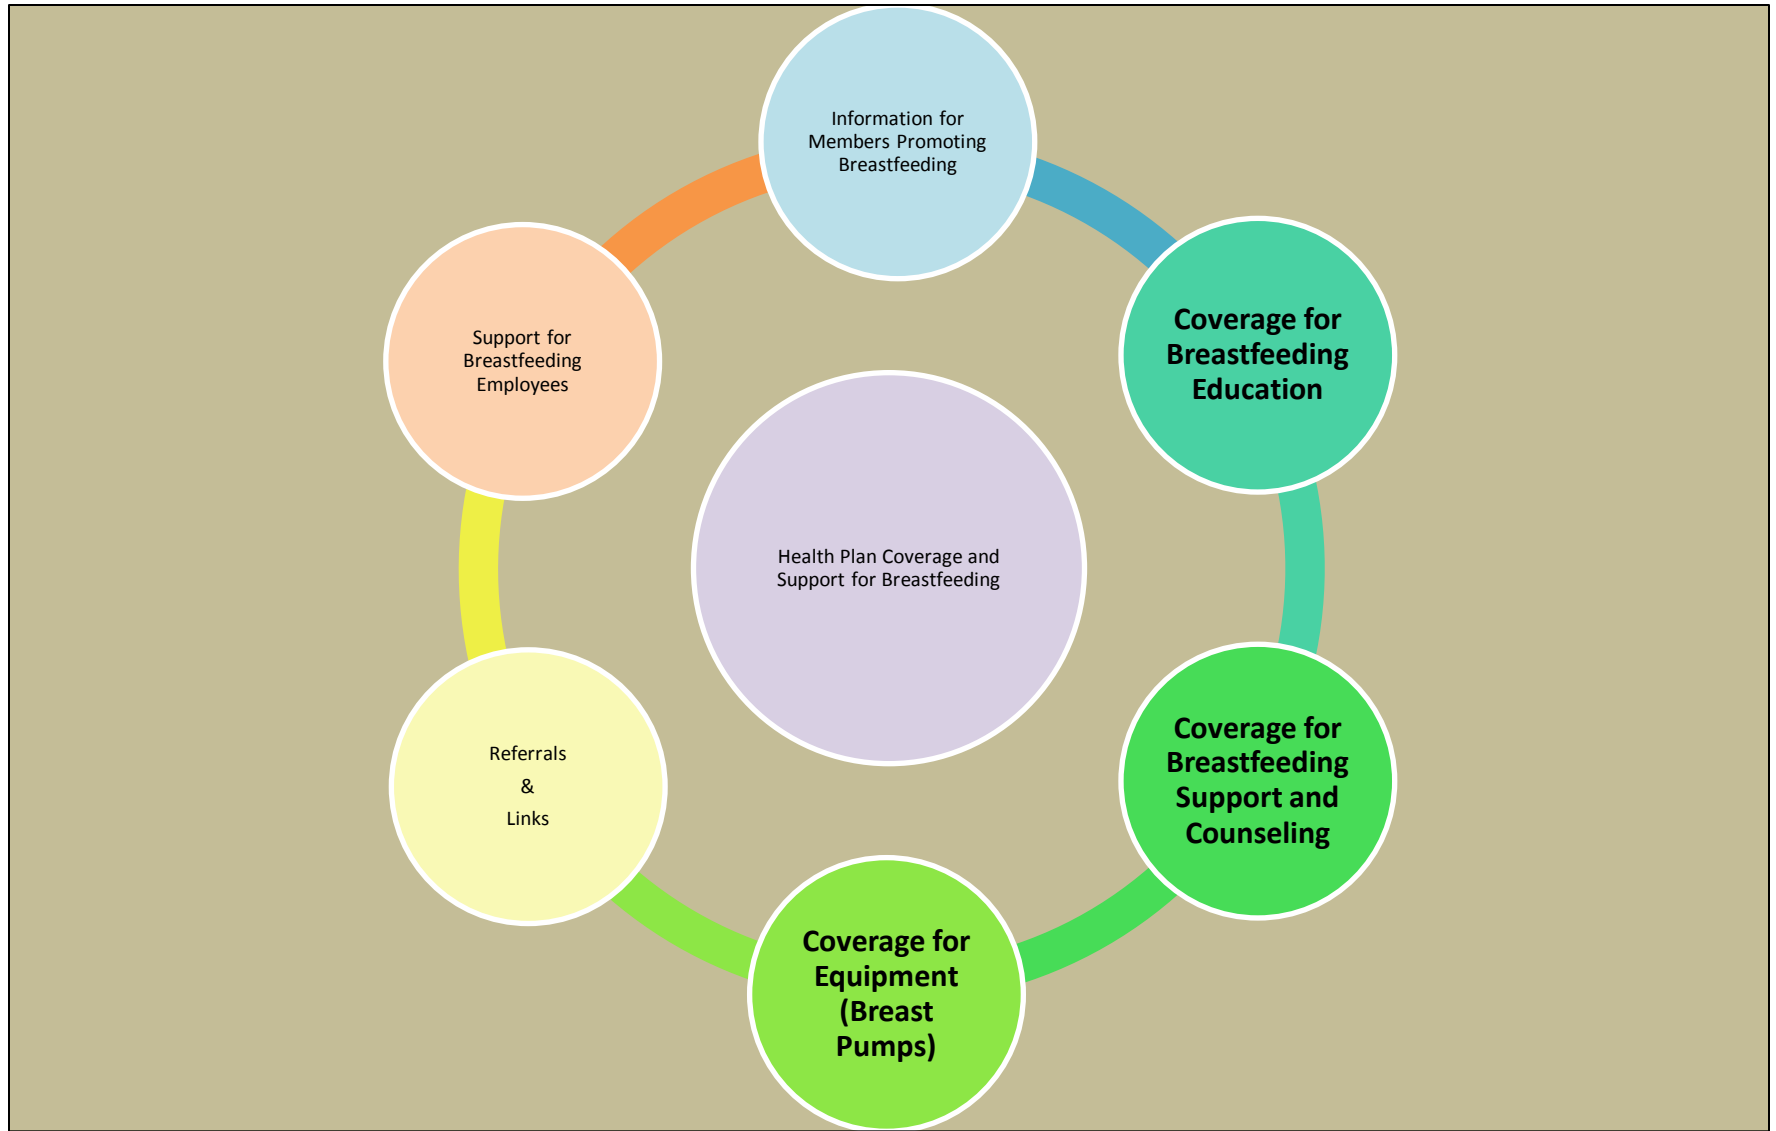 Information for
Members Promoting
Breastfeeding
Coverage for
Breastfeeding
Education
Coverage for
Breastfeeding
Support and
Counseling
Coverage for
Equipment
(Breast
Pumps)
Referrals
&
Links
Support for
Breastfeeding
Employees
Health Plan Coverage and
Support for Breastfeeding